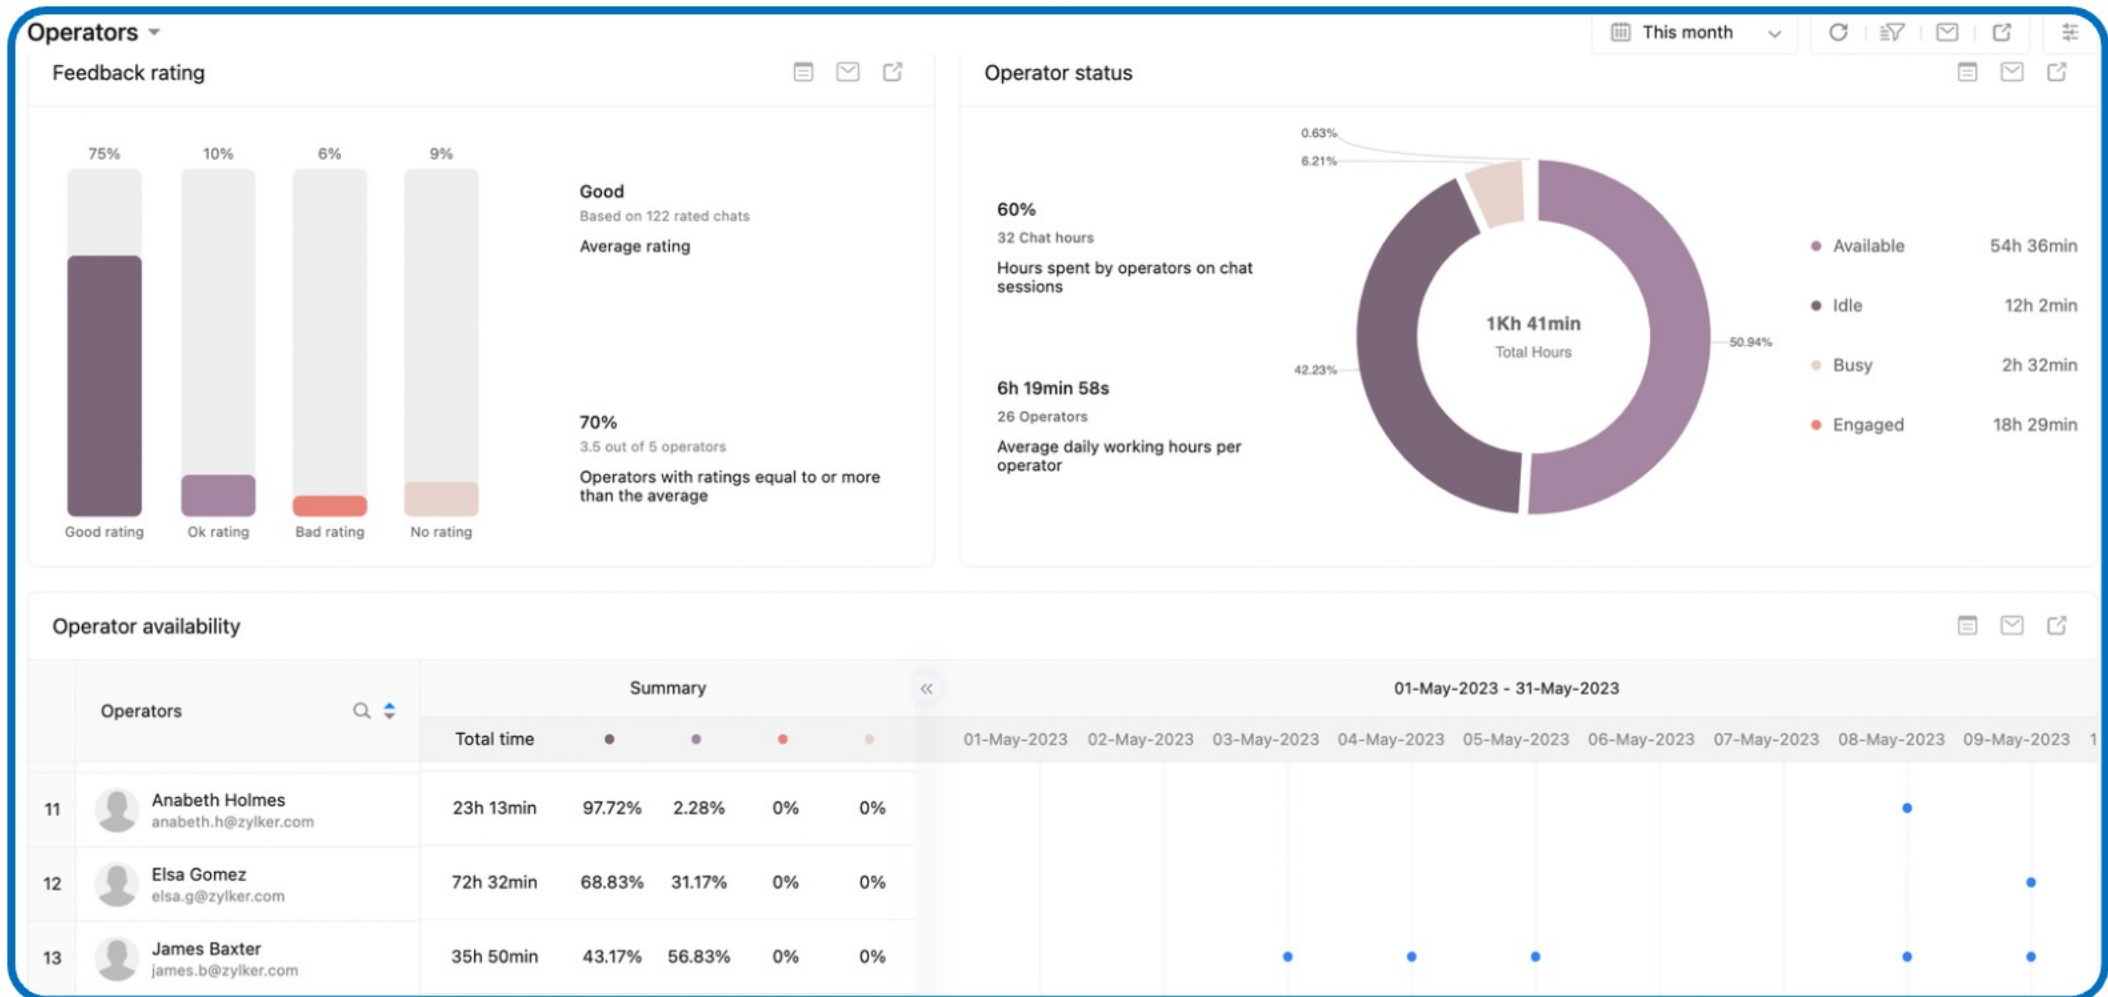 Operators
This month
Feedback rating
75%
10%
6%
9%
Good rating
Ok rating
Bad rating
No rating
Good
Based on 122 rated chats
Average rating
70%
3.5 out of 5 operators
Operators with ratings equal to or more
than the average
Operator status
60%
32 Chat hours
Hours spent by operators on chat
sessions
6h 19min 58s
26 Operators
Average daily working hours per
operator
0.63%
6.21%
42.23%
50.94%
1Kh 41min
Total Hours
Available 54h 36min
Idle 12h 2min
Busy 2h 32min
Engaged 18h 29min
Operator availability
Operators
Summary
01-May-2023 - 31-May-2023
Total time
01-May-2023 02-May-2023 03-May-2023 04-May-2023 05-May-2023 06-May-2023 07-May-2023 08-May-2023 09-May-2023 1
11 Anabeth Holmes 23h 13min 97.72% 2.28% 0% 0%
anabeth.h@zylker.com
12 Elsa Gomez 72h 32min 68.83% 31.17% 0% 0%
elsa.g@zylker.com
13 James Baxter 35h 50min 43.17% 56.83% 0% 0%
james.b@zylker.com